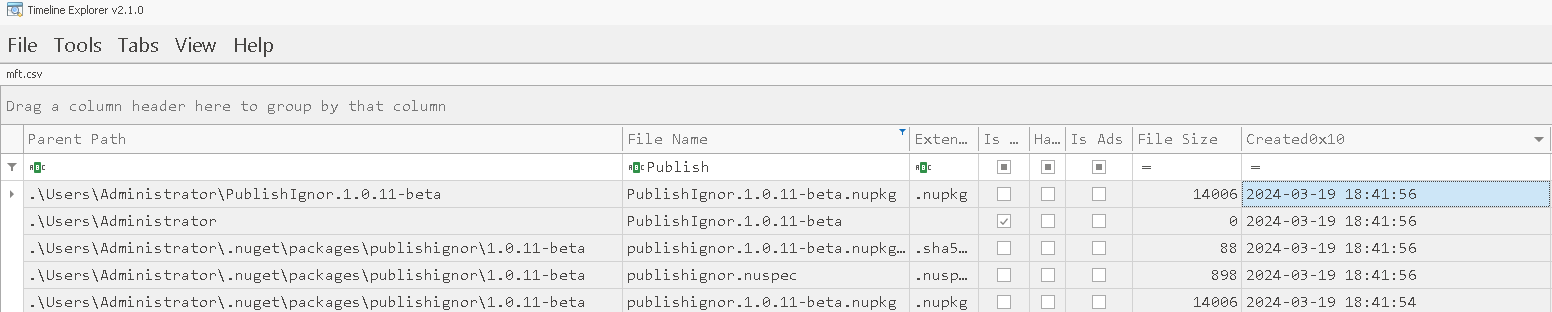 Timeline Explorer v2.1.0
File Tools Tabs View Help
mft.csv
Drag a column header here to group by that column
Parent Path File Name Exten... Is ... Ha... Is Ads File Size Created0x10
ABC ABC Publish ABC = =
.\Users\Administrator\PublishIgnor.1.0.11-beta PublishIgnor.1.0.11-beta.nupkg .nupkg 14006 2024-03-19 18:41:56
.\Users\Administrator PublishIgnor.1.0.11-beta 0 2024-03-19 18:41:56
.\Users\Administrator\.nuget\packages\publishignor\1.0.11-beta publishignor.1.0.11-beta.nupkg... .sha5... 88 2024-03-19 18:41:56
.\Users\Administrator\.nuget\packages\publishignor\1.0.11-beta publishignor.nuspec .nusp... 898 2024-03-19 18:41:56
.\Users\Administrator\.nuget\packages\publishignor\1.0.11-beta publishignor.1.0.11-beta.nupkg .nupkg 14006 2024-03-19 18:41:54